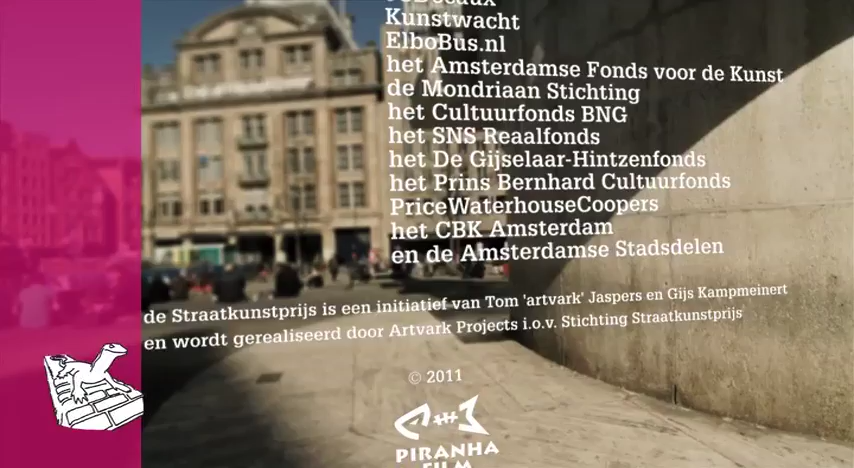 Kunstwacht
ElboBus.nl
het Amsterdamse Fonds voor de Kunst
de Mondriaan Stichting
het Cultuurfonds BNG
het SNS Reaalfonds
het De Gijselaar-Hintzenfonds
het Prins Bernhard Cultuurfonds
PriceWaterhouseCoopers
het CBK Amsterdam
en de Amsterdamse Stadsdelen
de Straatkunstprijs is een initiatief van Tom 'artvark' Jaspers en Gijs Kampmeinert
en wordt gerealiseerd door Artvark Projects i.o.v. Stichting Straatkunstprijs
© 2011
PIRANHA
FILM